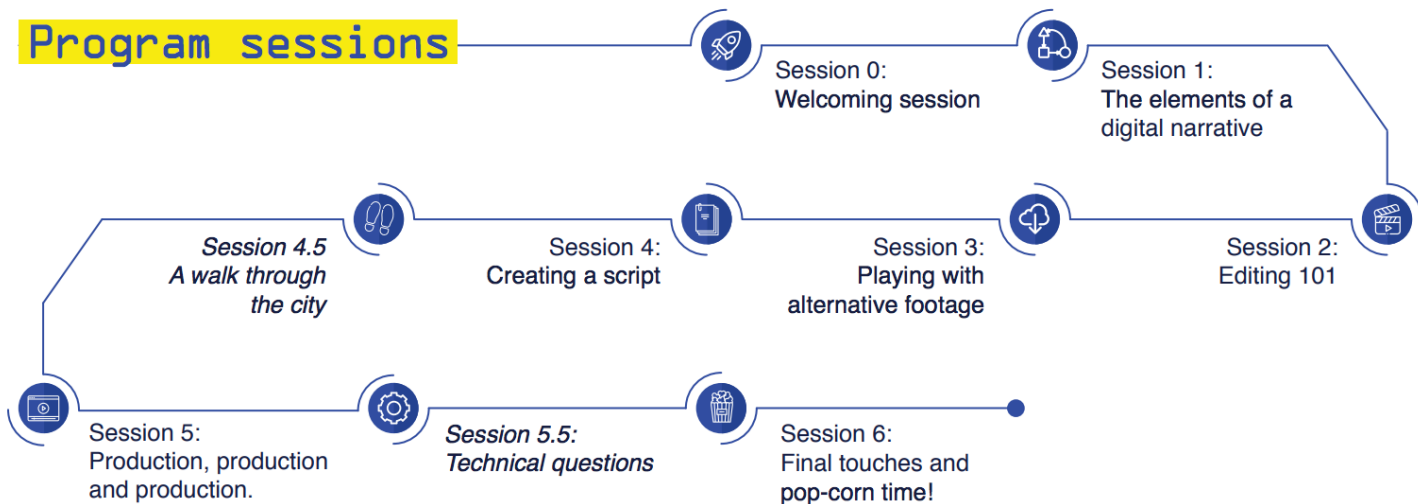 Program sessions
Session 0:
Welcoming session
Session 1:
The elements of a
digital narrative
Session 2:
Editing 101
Session 3:
Playing with
alternative footage
Session 4:
Creating a script
Session 4.5
A walk through
the city
Session 5:
Production, production
and production.
Session 5.5:
Technical questions
Session 6:
Final touches and
pop-corn time!